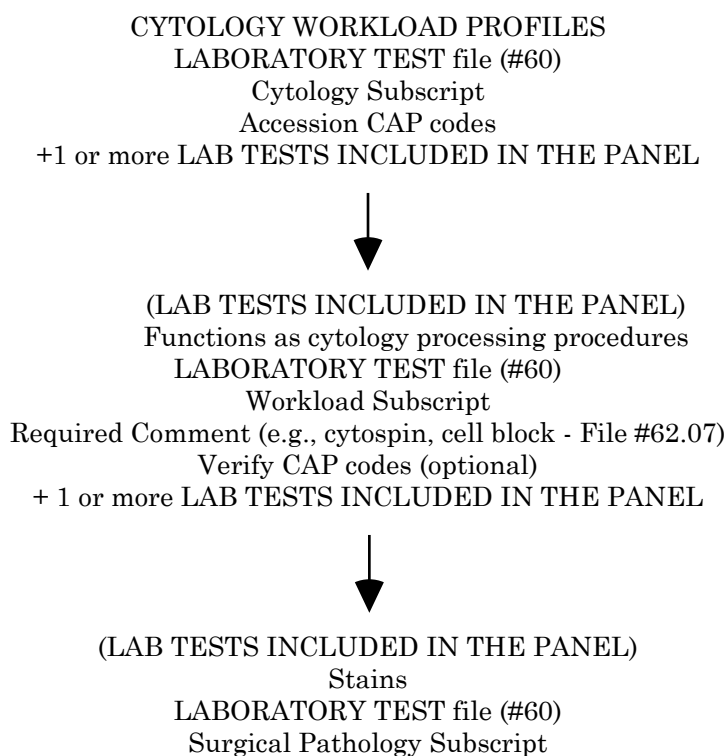 CYTOLOGY WORKLOAD PROFILES
LABORATORY TEST file (#60)
Cytology Subscript
Accession CAP codes
+1 or more LAB TESTS INCLUDED IN THE PANEL
(LAB TESTS INCLUDED IN THE PANEL)
Functions as cytology processing procedures
LABORATORY TEST file (#60)
Workload Subscript
Required Comment (e.g., cytospin, cell block - File #62.07)
Verify CAP codes (optional)
+ 1 or more LAB TESTS INCLUDED IN THE PANEL
(LAB TESTS INCLUDED IN THE PANEL)
Stains
LABORATORY TEST file (#60)
Surgical Pathology Subscript